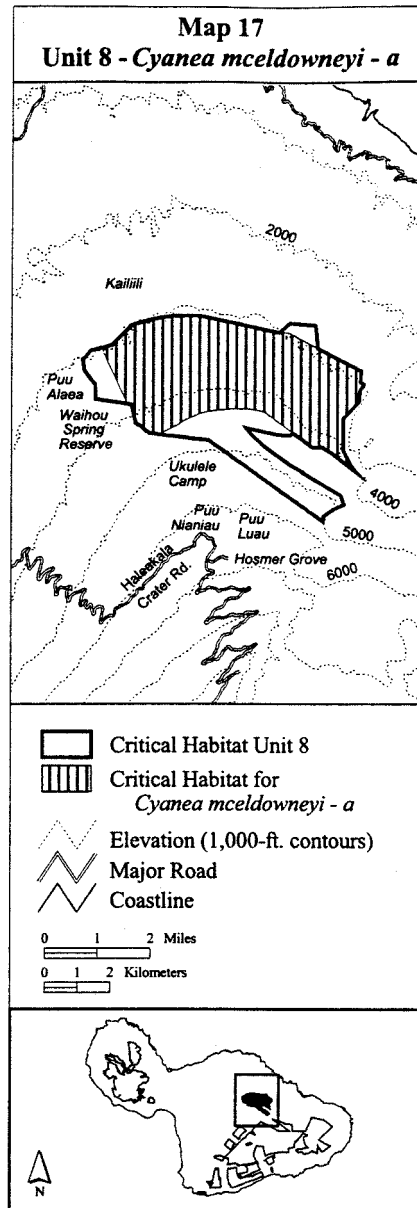 Map 17
Unit 8 - Cyanea mceldowneyi - a
2000
Kailiili
Puu
Alaea
Waihou
Spring
Reserve
Ukulele
Camp
4000
Puu
Nianiau
Puu
Luau
5000
Haleakala
Crater Rd.
Hosmer Grove
6000
Critical Habitat Unit 8
Critical Habitat for
Cyanea mceldowneyi - a
Elevation (1,000-ft. contours)
Major Road
Coastline
0 1 2 Miles
0 1 2 Kilometers
N